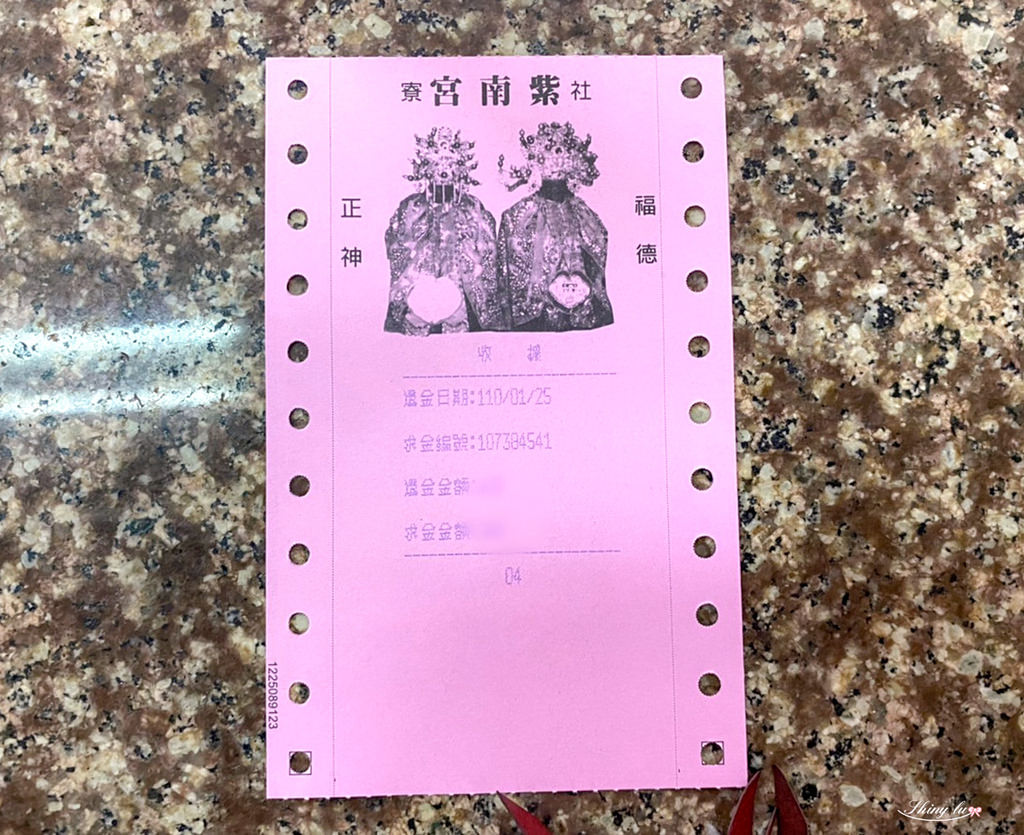 社紫南宮寮
福德
正神
收據
還金日期:110/01/25
求金編號:107384541
還金金額
求金金額
04
1225089123
Shiny lu